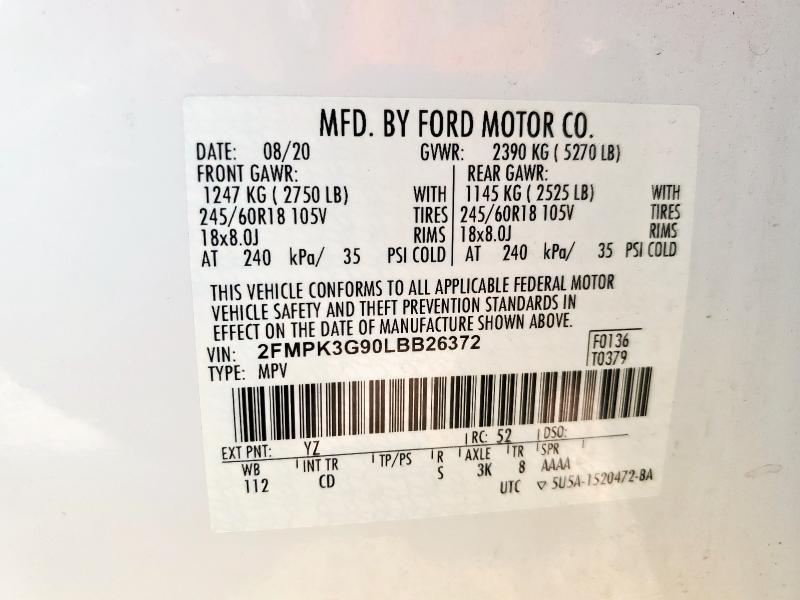 MFD. BY FORD MOTOR CO.
DATE: 08/20 GVWR: 2390 KG ( 5270 LB)
FRONT GAWR: REAR GAWR:
1247 KG ( 2750 LB) WITH 1145 KG ( 2525 LB) WITH
245/60R18 105V TIRES 245/60R18 105V TIRES
18x8.0J RIMS 18x8.0J RIMS
AT 240 kPa/ 35 PSI COLD AT 240 kPa/ 35 PSI COLD
THIS VEHICLE CONFORMS TO ALL APPLICABLE FEDERAL MOTOR
VEHICLE SAFETY AND THEFT PREVENTION STANDARDS IN
EFFECT ON THE DATE OF MANUFACTURE SHOWN ABOVE.
VIN: 2FMPK3G90LBB26372 F0136
TYPE: MPV T0379
EXT PNT: YZ RC: 52 DSO:
WB INT TR TP/PS R AXLE TR SPR
112 CD S 3K 8 AAAA
UTC ▽ 5U5A-1520472-BA